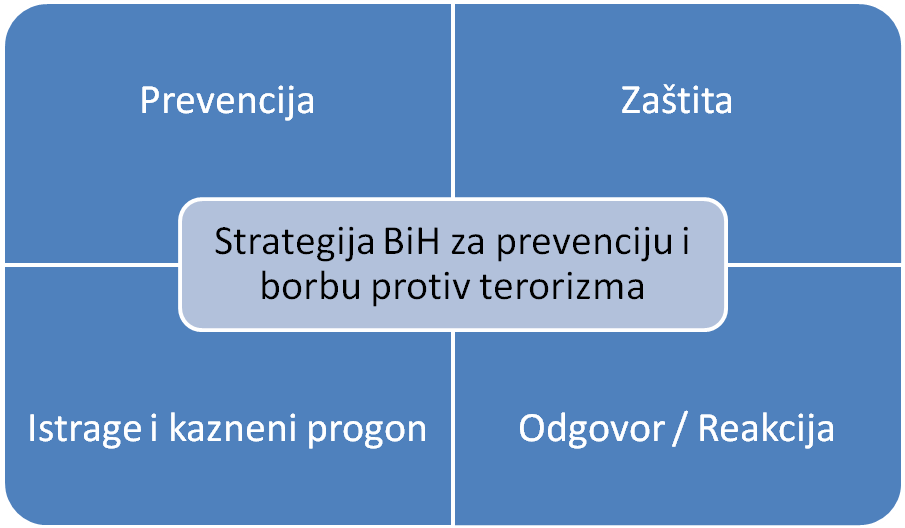 Prevencija
Zaštita
Strategija BiH za prevenciju i
borbu protiv terorizma
Istrage i kazneni progon
Odgovor / Reakcija